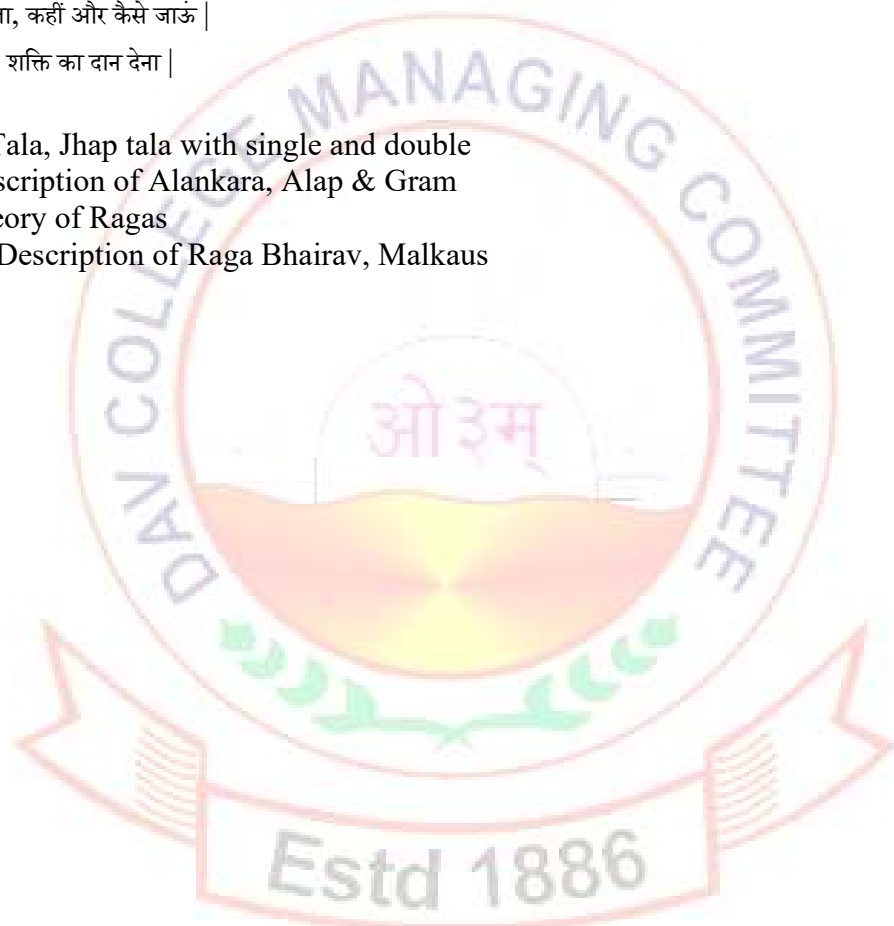 कहीं और कैसे जाऊं |
शक्ति का दान देना |
Tala, Jhap tala with single and double
scription of Alankara, Alap & Gram
eory of Ragas
Description of Raga Bhairav, Malkaus
DAV COLLEGE MANAGING COMMITTEE
ओ३म्
Estd 1886